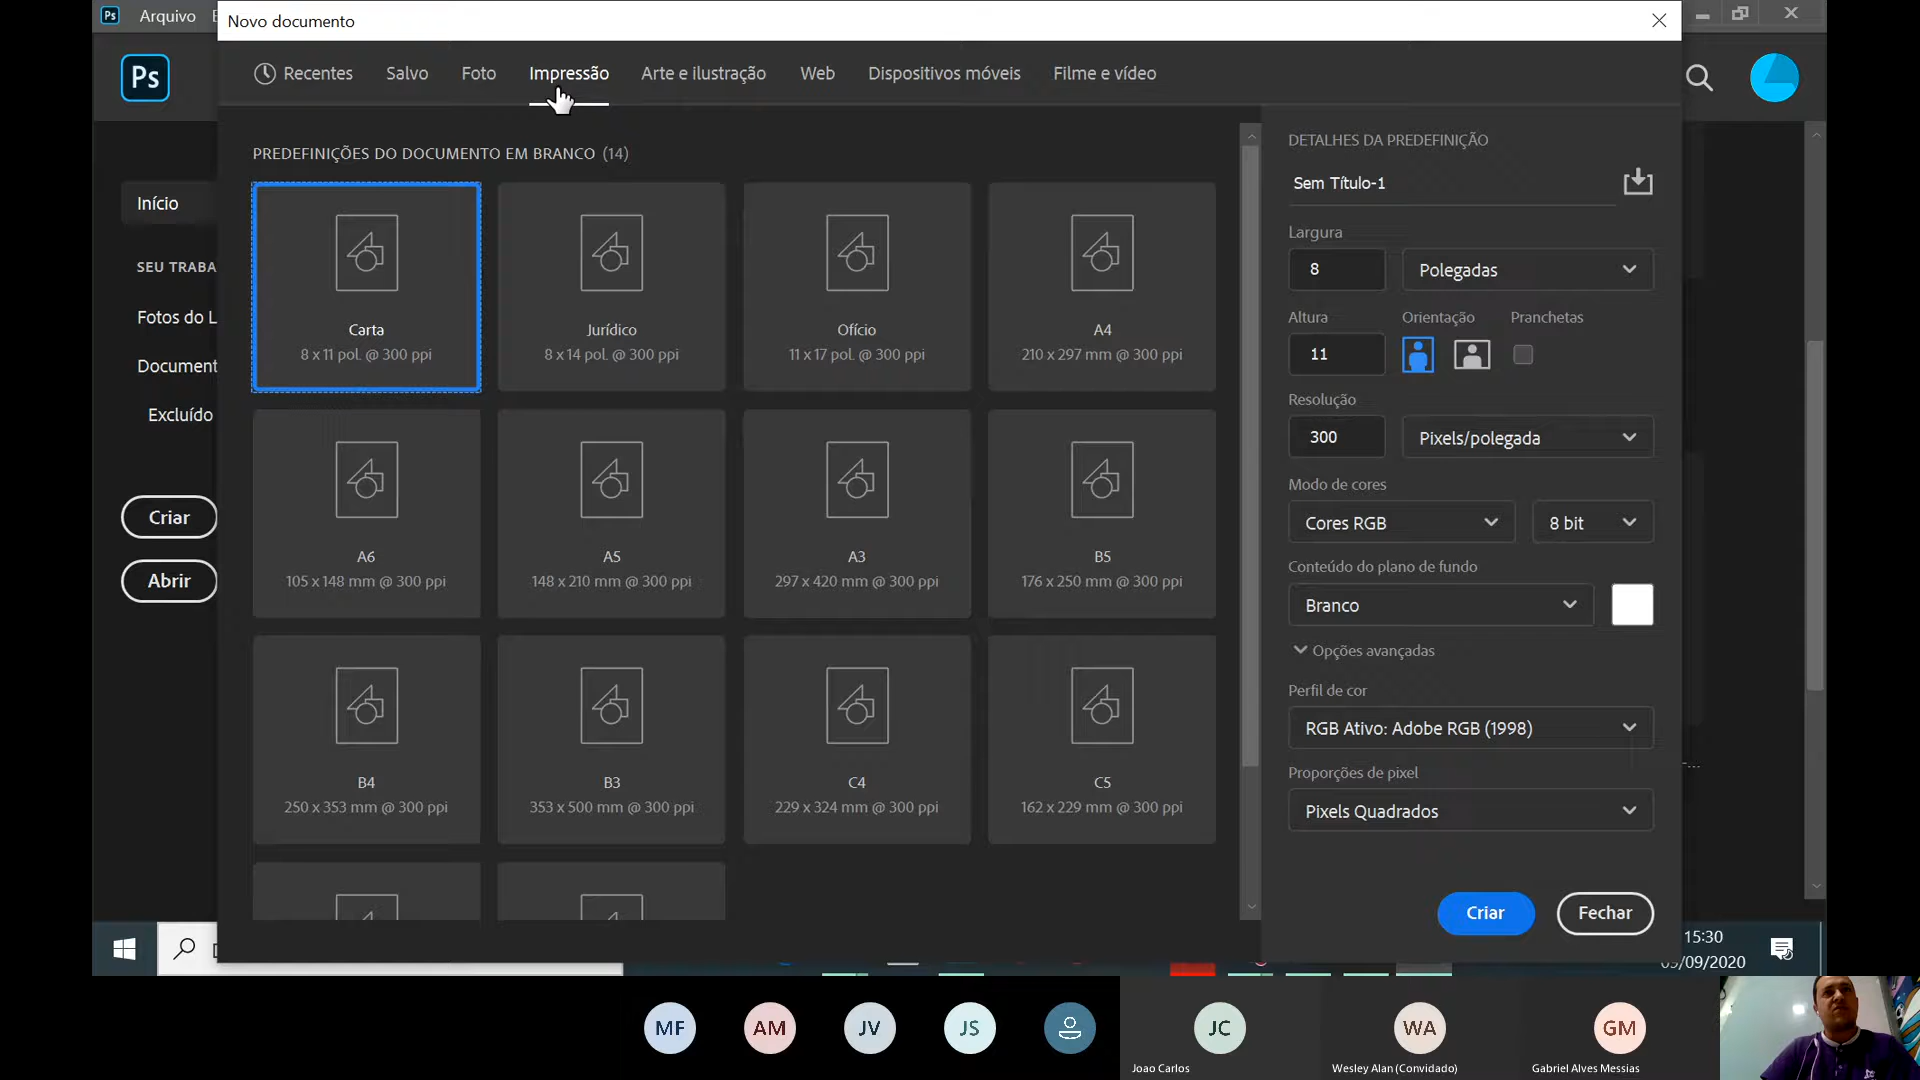 Ps
Arquivo
Novo documento
Ps
Recentes
Salvo
Foto
Impressão
Arte e ilustração
Web
Dispositivos móveis
Filme e vídeo
Início
SEU TRABA
Fotos do L
Document
Excluído
Criar
Abrir
PREDEFINIÇÕES DO DOCUMENTO EM BRANCO (14)
Carta
8 x 11 pol. @ 300 ppi
Jurídico
8 x 14 pol. @ 300 ppi
Ofício
11 x 17 pol. @ 300 ppi
A4
210 x 297 mm @ 300 ppi
A6
105 x 148 mm @ 300 ppi
A5
148 x 210 mm @ 300 ppi
A3
297 x 420 mm @ 300 ppi
B5
176 x 250 mm @ 300 ppi
B4
250 x 353 mm @ 300 ppi
B3
353 x 500 mm @ 300 ppi
C4
229 x 324 mm @ 300 ppi
C5
162 x 229 mm @ 300 ppi
DETALHES DA PREDEFINIÇÃO
Sem Título-1
Largura
8
Polegadas
Altura
Orientação
Pranchetas
11
Resolução
300
Pixels/polegada
Modo de cores
Cores RGB
8 bit
Conteúdo do plano de fundo
Branco
Opções avançadas
Perfil de cor
RGB Ativo: Adobe RGB (1998)
Proporções de pixel
Pixels Quadrados
Criar
Fechar
15:30
09/09/2020
MF
AM
JV
JS
JC
Joao Carlos
WA
Wesley Alan (Convidado)
GM
Gabriel Alves Messias